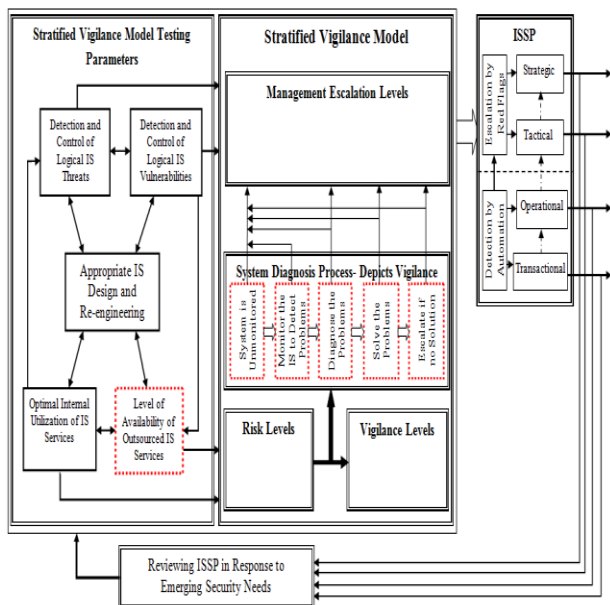 Stratified Vigilance Model Testing
Parameters
Detection and
Control of
Logical IS
Threats
Detection and
Control of
Logical IS
Vulnerabilities
Appropriate IS
Design and
Re-engineering
Optimal Internal
Utilization of IS
Services
Level of
Availability of
Outsourced IS
Services
Stratified Vigilance Model
Management Escalation Levels
System Diagnosis Process- Depicts Vigilance
System is
Unmonitored
Monitor the
IS to Detect
Problems
Diagnose the
Problems
Solve the
Problems
Escalate if
no Solution
Risk Levels
Vigilance Levels
ISSP
Escalation by
Red Flags
Strategic
Tactical
Detection by
Automation
Operational
Transactional
Reviewing ISSP in Response to
Emerging Security Needs